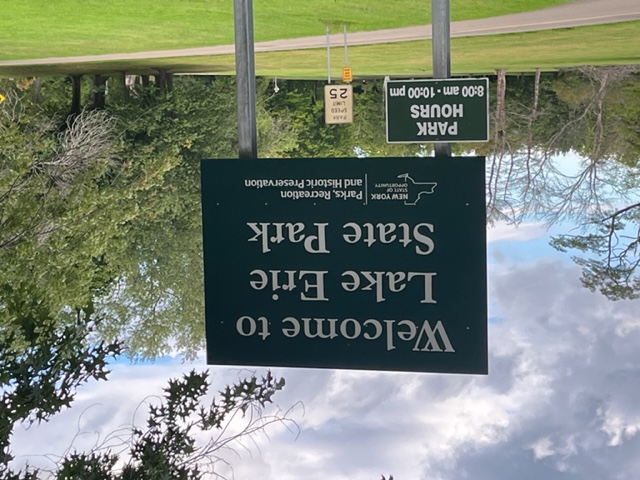 Welcome to
Lake Erie
State Park
NEW YORK
STATE OF
OPPORTUNITY.
Parks, Recreation
and Historic Preservation
PARK
HOURS
8:00 am - 10:00 pm
PARK
SPEED
LIMIT
25